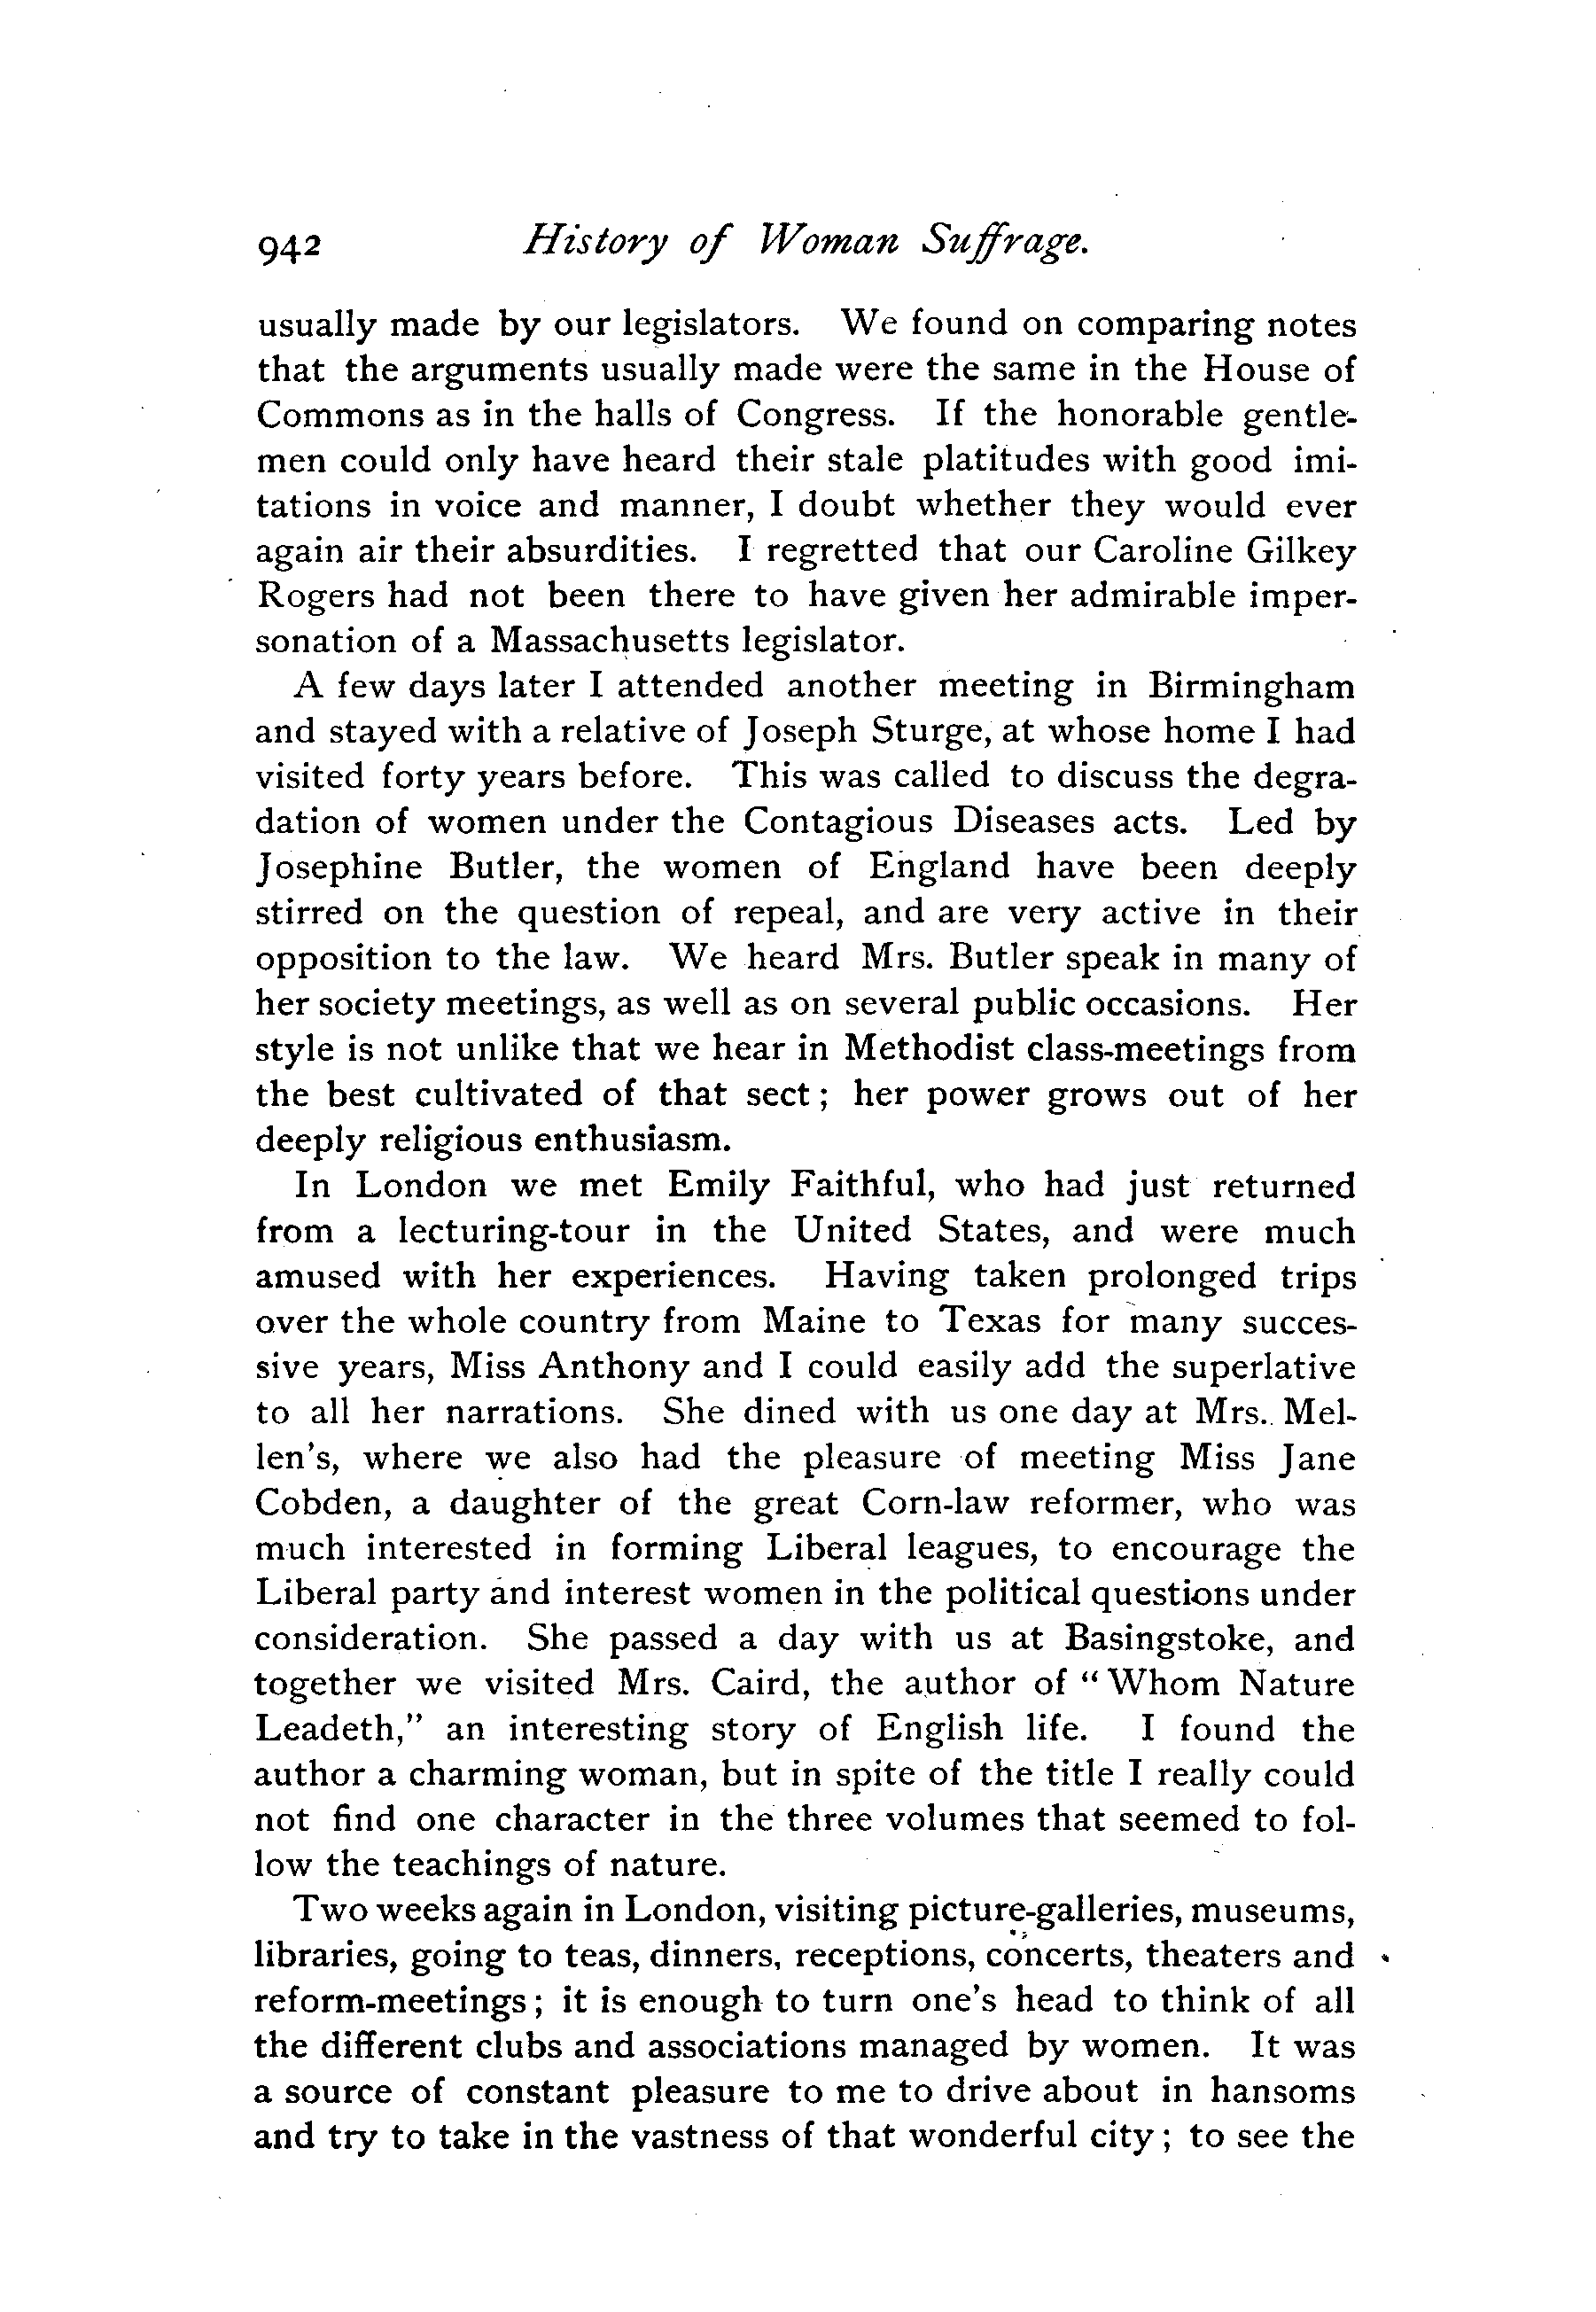 942 History of Woman Suffrage.
usually made by our legislators. We found on comparing notes
that the arguments usually made were the same in the House of
Commons as in the halls of Congress. If the honorable gentle-
men could only have heard their stale platitudes with good imi-
tations in voice and manner, I doubt whether they would ever
again air their absurdities. I regretted that our Caroline Gilkey
Rogers had not been there to have given her admirable imper-
sonation of a Massachusetts legislator.
A few days later I attended another meeting in Birmingham
and stayed with a relative of Joseph Sturge, at whose home I had
visited forty years before. This was called to discuss the degra-
dation of women under the Contagious Diseases acts. Led by
Josephine Butler, the women of England have been deeply
stirred on the question of repeal, and are very active in their
opposition to the law. We heard Mrs. Butler speak in many of
her society meetings, as well as on several public occasions. Her
style is not unlike that we hear in Methodist class-meetings from
the best cultivated of that sect; her power grows out of her
deeply religious enthusiasm.
In London we met Emily Faithful, who had just returned
from a lecturing-tour in the United States, and were much
amused with her experiences. Having taken prolonged trips
over the whole country from Maine to Texas for many succes-
sive years, Miss Anthony and I could easily add the superlative
to all her narrations. She dined with us one day at Mrs. Mel-
len's, where we also had the pleasure of meeting Miss Jane
Cobden, a daughter of the great Corn-law reformer, who was
much interested in forming Liberal leagues, to encourage the
Liberal party and interest women in the political questions under
consideration. She passed a day with us at Basingstoke, and
together we visited Mrs. Caird, the author of "Whom Nature
Leadeth," an interesting story of English life. I found the
author a charming woman, but in spite of the title I really could
not find one character in the three volumes that seemed to fol-
low the teachings of nature.
Two weeks again in London, visiting picture-galleries, museums,
libraries, going to teas, dinners, receptions, concerts, theaters and
reform-meetings; it is enough to turn one's head to think of all
the different clubs and associations managed by women. It was
a source of constant pleasure to me to drive about in hansoms
and try to take in the vastness of that wonderful city; to see the